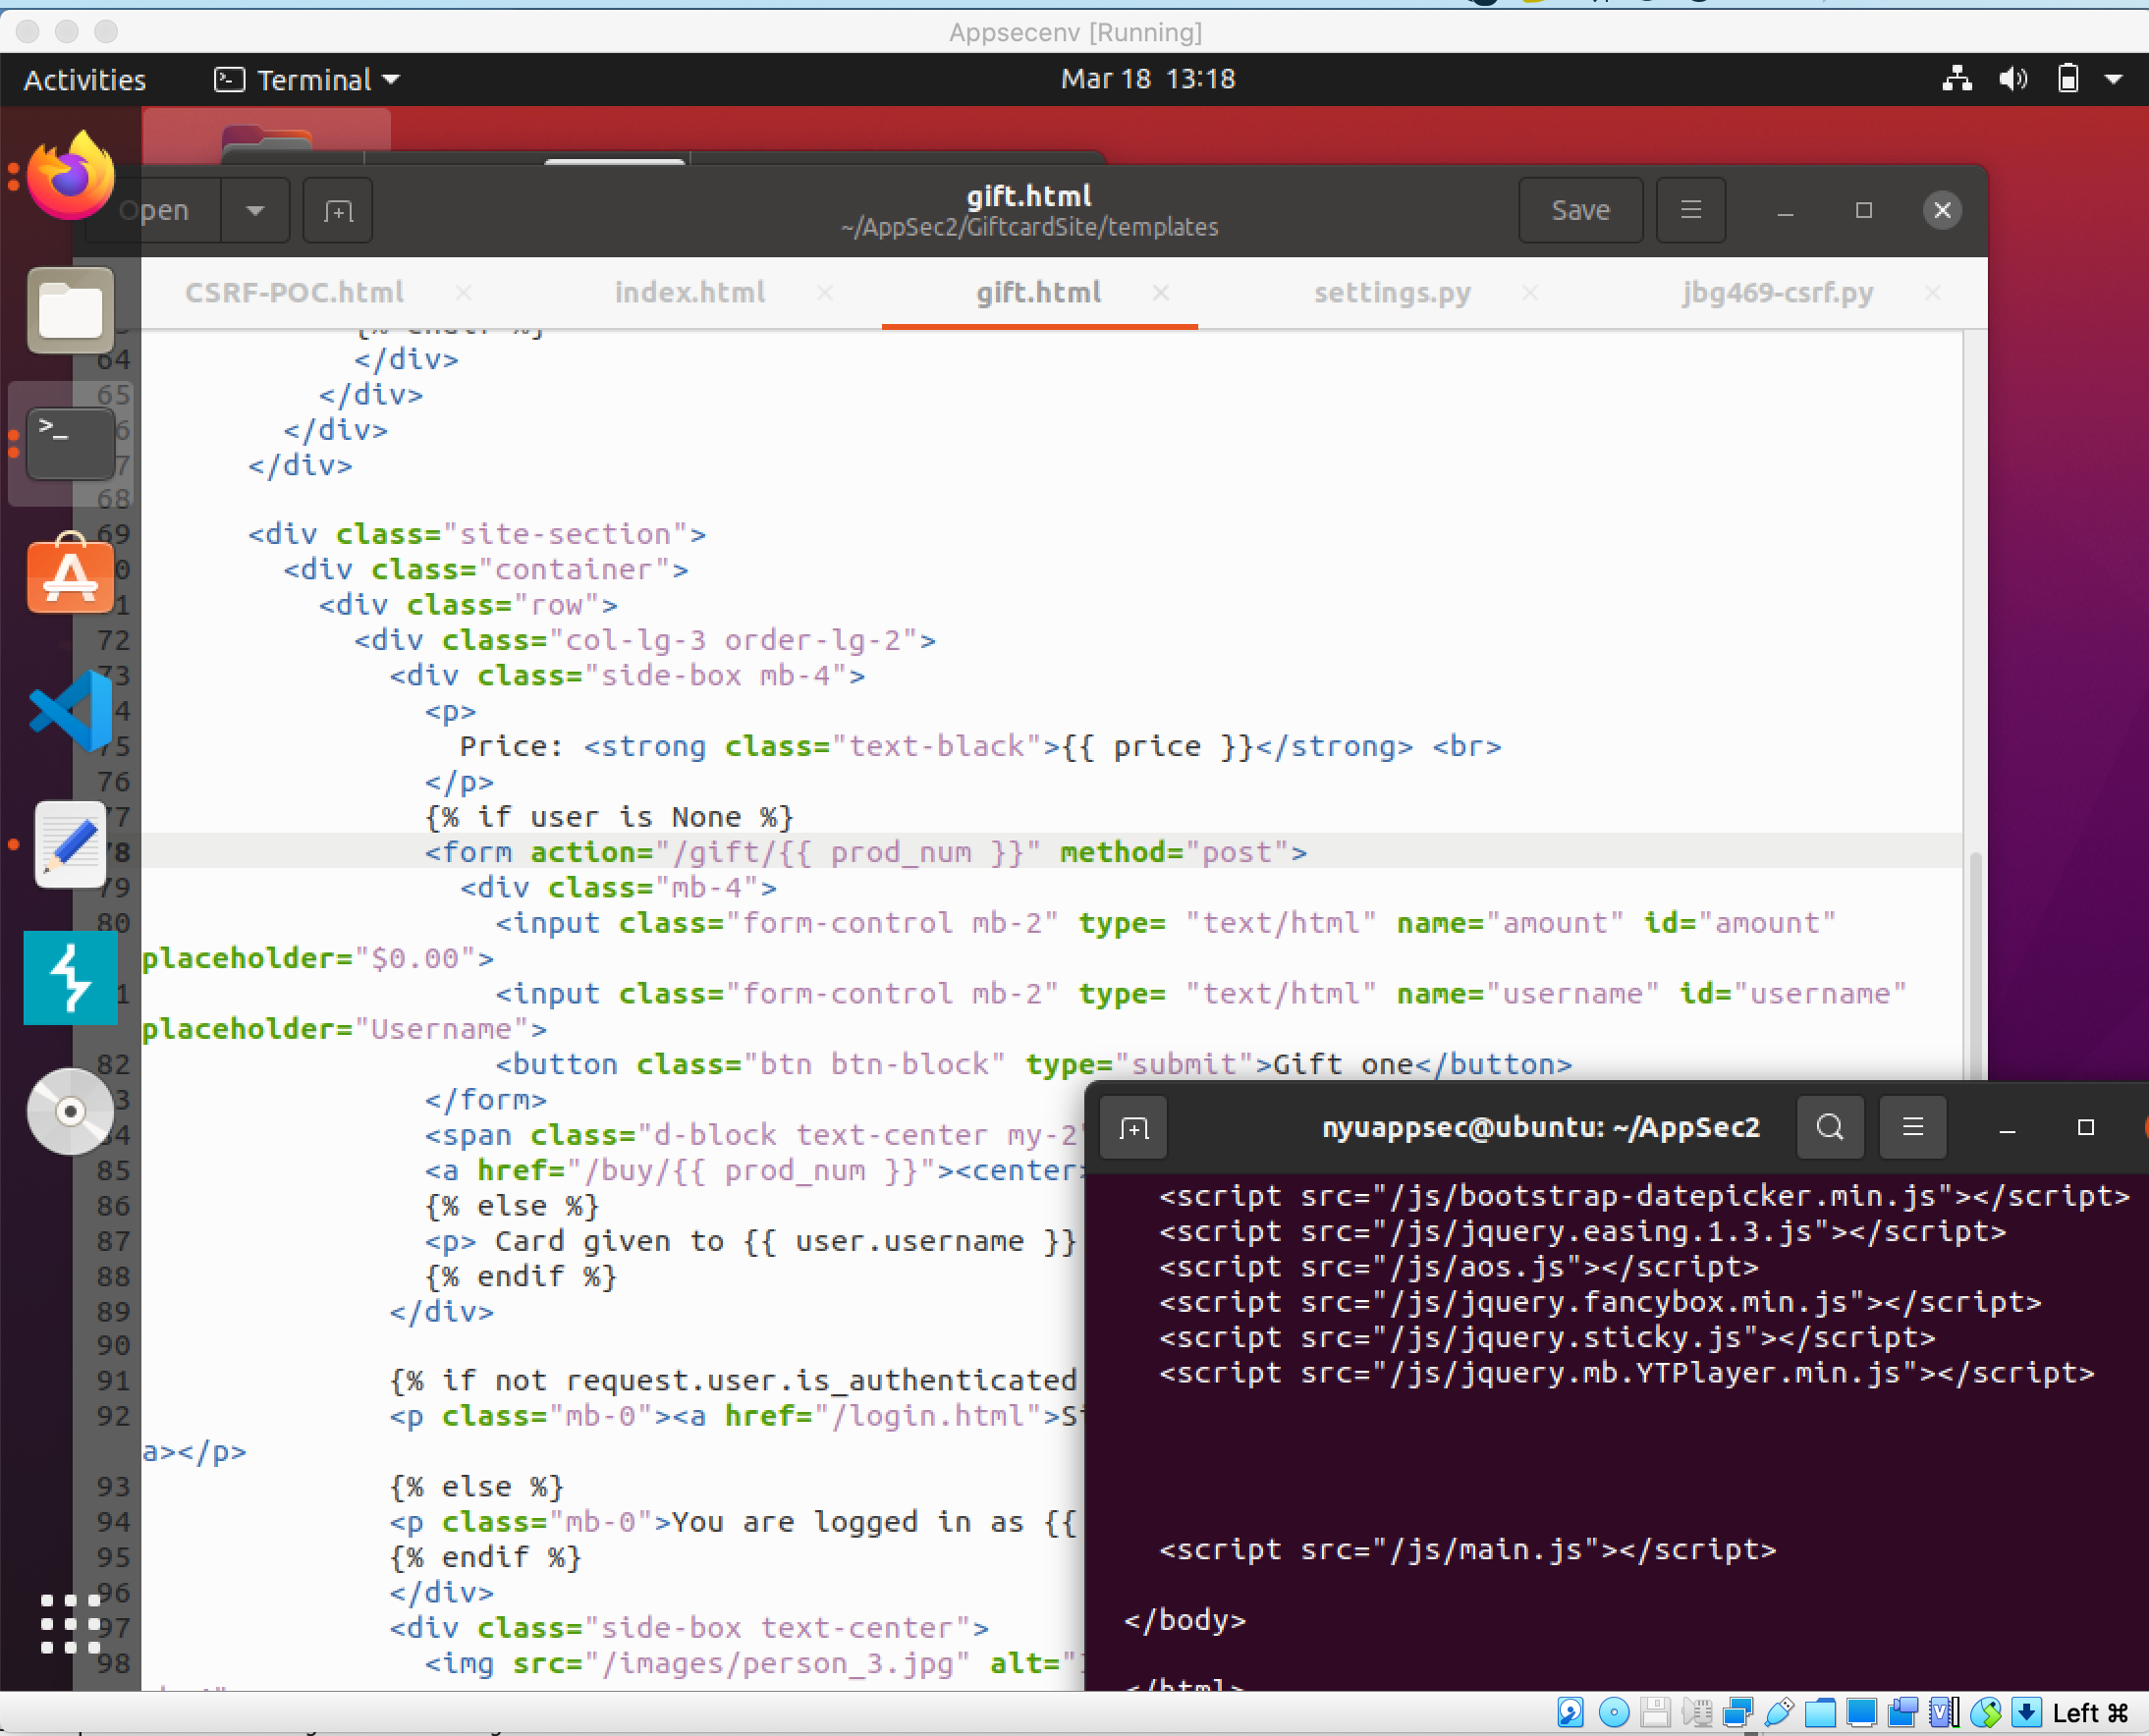 Appsecenv [Running]
Activities
Terminal
Mar 18 13:18
Open
gift.html
~/AppSec2/GiftcardSite/templates
Save
CSRF-POC.html
index.html
gift.html
settings.py
jbg469-csrf.py
{% endif %}
64 </div>
65 </div>
6 </div>
7 </div>
68
69 <div class="site-section">
0 <div class="container">
1 <div class="row">
72 <div class="col-lg-3 order-lg-2">
73 <div class="side-box mb-4">
4 <p>
75 Price: <strong class="text-black">{{ price }}</strong> <br>
76 </p>
77 {% if user is None %}
78 <form action="/gift/{{ prod_num }}" method="post">
79 <div class="mb-4">
80 <input class="form-control mb-2" type= "text/html" name="amount" id="amount"
placeholder="$0.00">
1 <input class="form-control mb-2" type= "text/html" name="username" id="username"
placeholder="Username">
82 <button class="btn btn-block" type="submit">Gift one</button>
3 </form>
84 <span class="d-block text-center my-2"
85 <a href="/buy/{{ prod_num }}"><center>
86 {% else %}
87 <p> Card given to {{ user.username }}
88 {% endif %}
89 </div>
90
91 {% if not request.user.is_authenticated
92 <p class="mb-0"><a href="/login.html">Si
a></p>
93 {% else %}
94 <p class="mb-0">You are logged in as {{
95 {% endif %}
96 </div>
97 <div class="side-box text-center">
98 <img src="/images/person_3.jpg" alt="
nyuappsec@ubuntu: ~/AppSec2
<script src="/js/bootstrap-datepicker.min.js"></script>
<script src="/js/jquery.easing.1.3.js"></script>
<script src="/js/aos.js"></script>
<script src="/js/jquery.fancybox.min.js"></script>
<script src="/js/jquery.sticky.js"></script>
<script src="/js/jquery.mb.YTPlayer.min.js"></script>
<script src="/js/main.js"></script>
</body>
</html>
Left ⌘